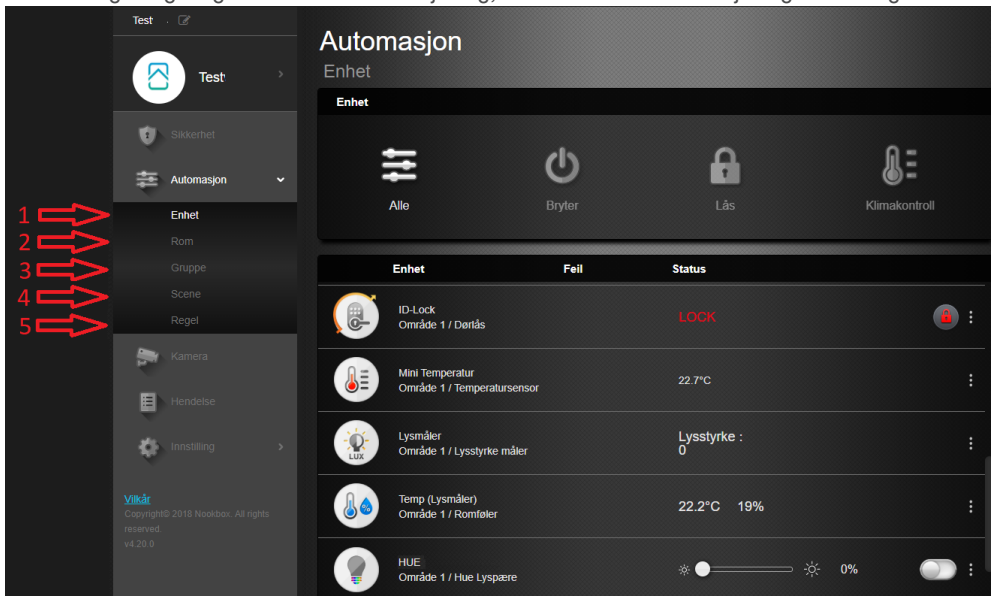 Test
Test
Sikkerhet
Automasjon
1 Enhet
2 Rom
3 Gruppe
4 Scene
5 Regel
Kamera
Hendelse
Innstilling
Vilkår
Copyright© 2018 Nookbox. All rights
reserved.
v4.20.0
Automasjon
Enhet
Enhet
Alle Bryter Lås Klimakontroll
Enhet Feil Status
ID-Lock
Område 1 / Dørlås
LOCK
Mini Temperatur
Område 1 / Temperatursensor
22.7°C
LUX
Lysmåler
Område 1 / Lysstyrke måler
Lysstyrke :
0
Temp (Lysmåler)
Område 1 / Romføler
22.2°C 19%
HUE
Område 1 / Hue Lyspære
0%